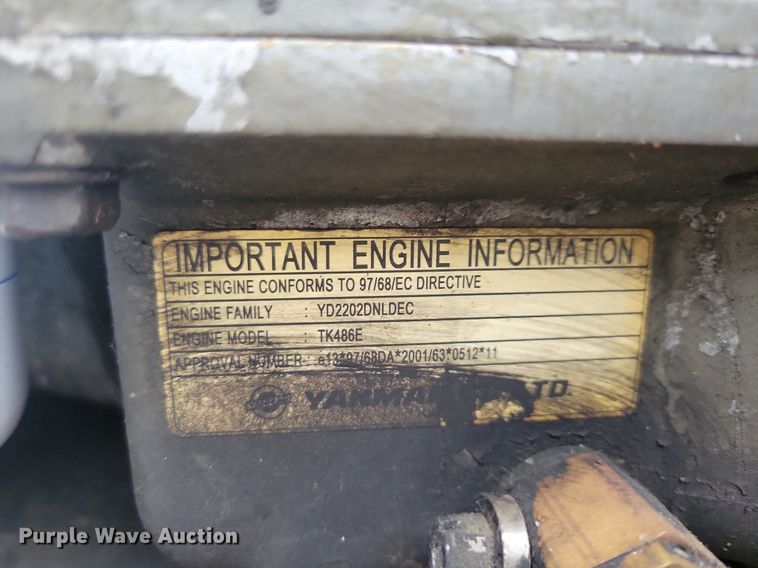 IMPORTANT ENGINE INFORMATION
THIS ENGINE CONFORMS TO 97/68/EC DIRECTIVE
ENGINE FAMILY : YD2202DNLDEC
ENGINE MODEL : TK486E
APPROVAL NUMBER : e13*97/68DA*2001/63*0512*11
Purple Wave Auction